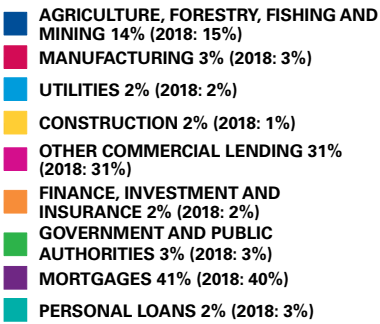 AGRICULTURE, FORESTRY, FISHING AND
MINING 14% (2018: 15%)
MANUFACTURING 3% (2018: 3%)
UTILITIES 2% (2018: 2%)
CONSTRUCTION 2% (2018: 1%)
OTHER COMMERCIAL LENDING 31%
(2018: 31%)
FINANCE, INVESTMENT AND
INSURANCE 2% (2018: 2%)
GOVERNMENT AND PUBLIC
AUTHORITIES 3% (2018: 3%)
MORTGAGES 41% (2018: 40%)
PERSONAL LOANS 2% (2018: 3%)